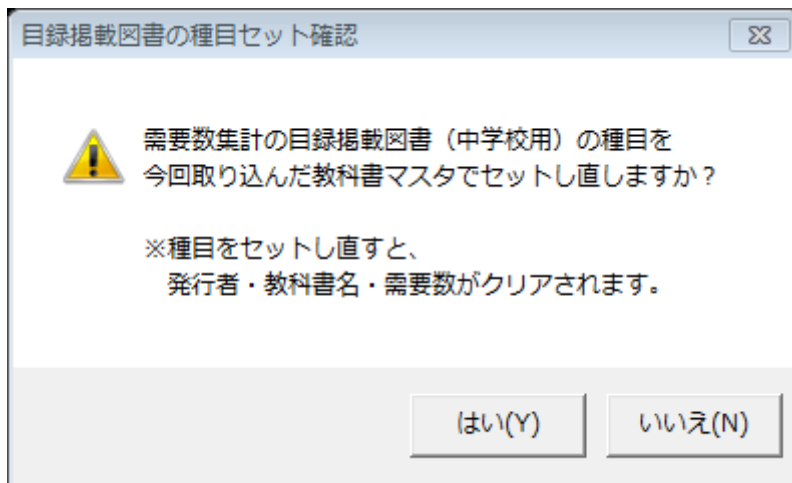 目録掲載図書の種目セット確認
需要数集計の目録掲載図書（中学校用）の種目を
今回取り込んだ教科書マスタでセットし直しますか？
※種目をセットし直すと、
発行者・教科書名・需要数がクリアされます。
はい(Y)
いいえ(N)